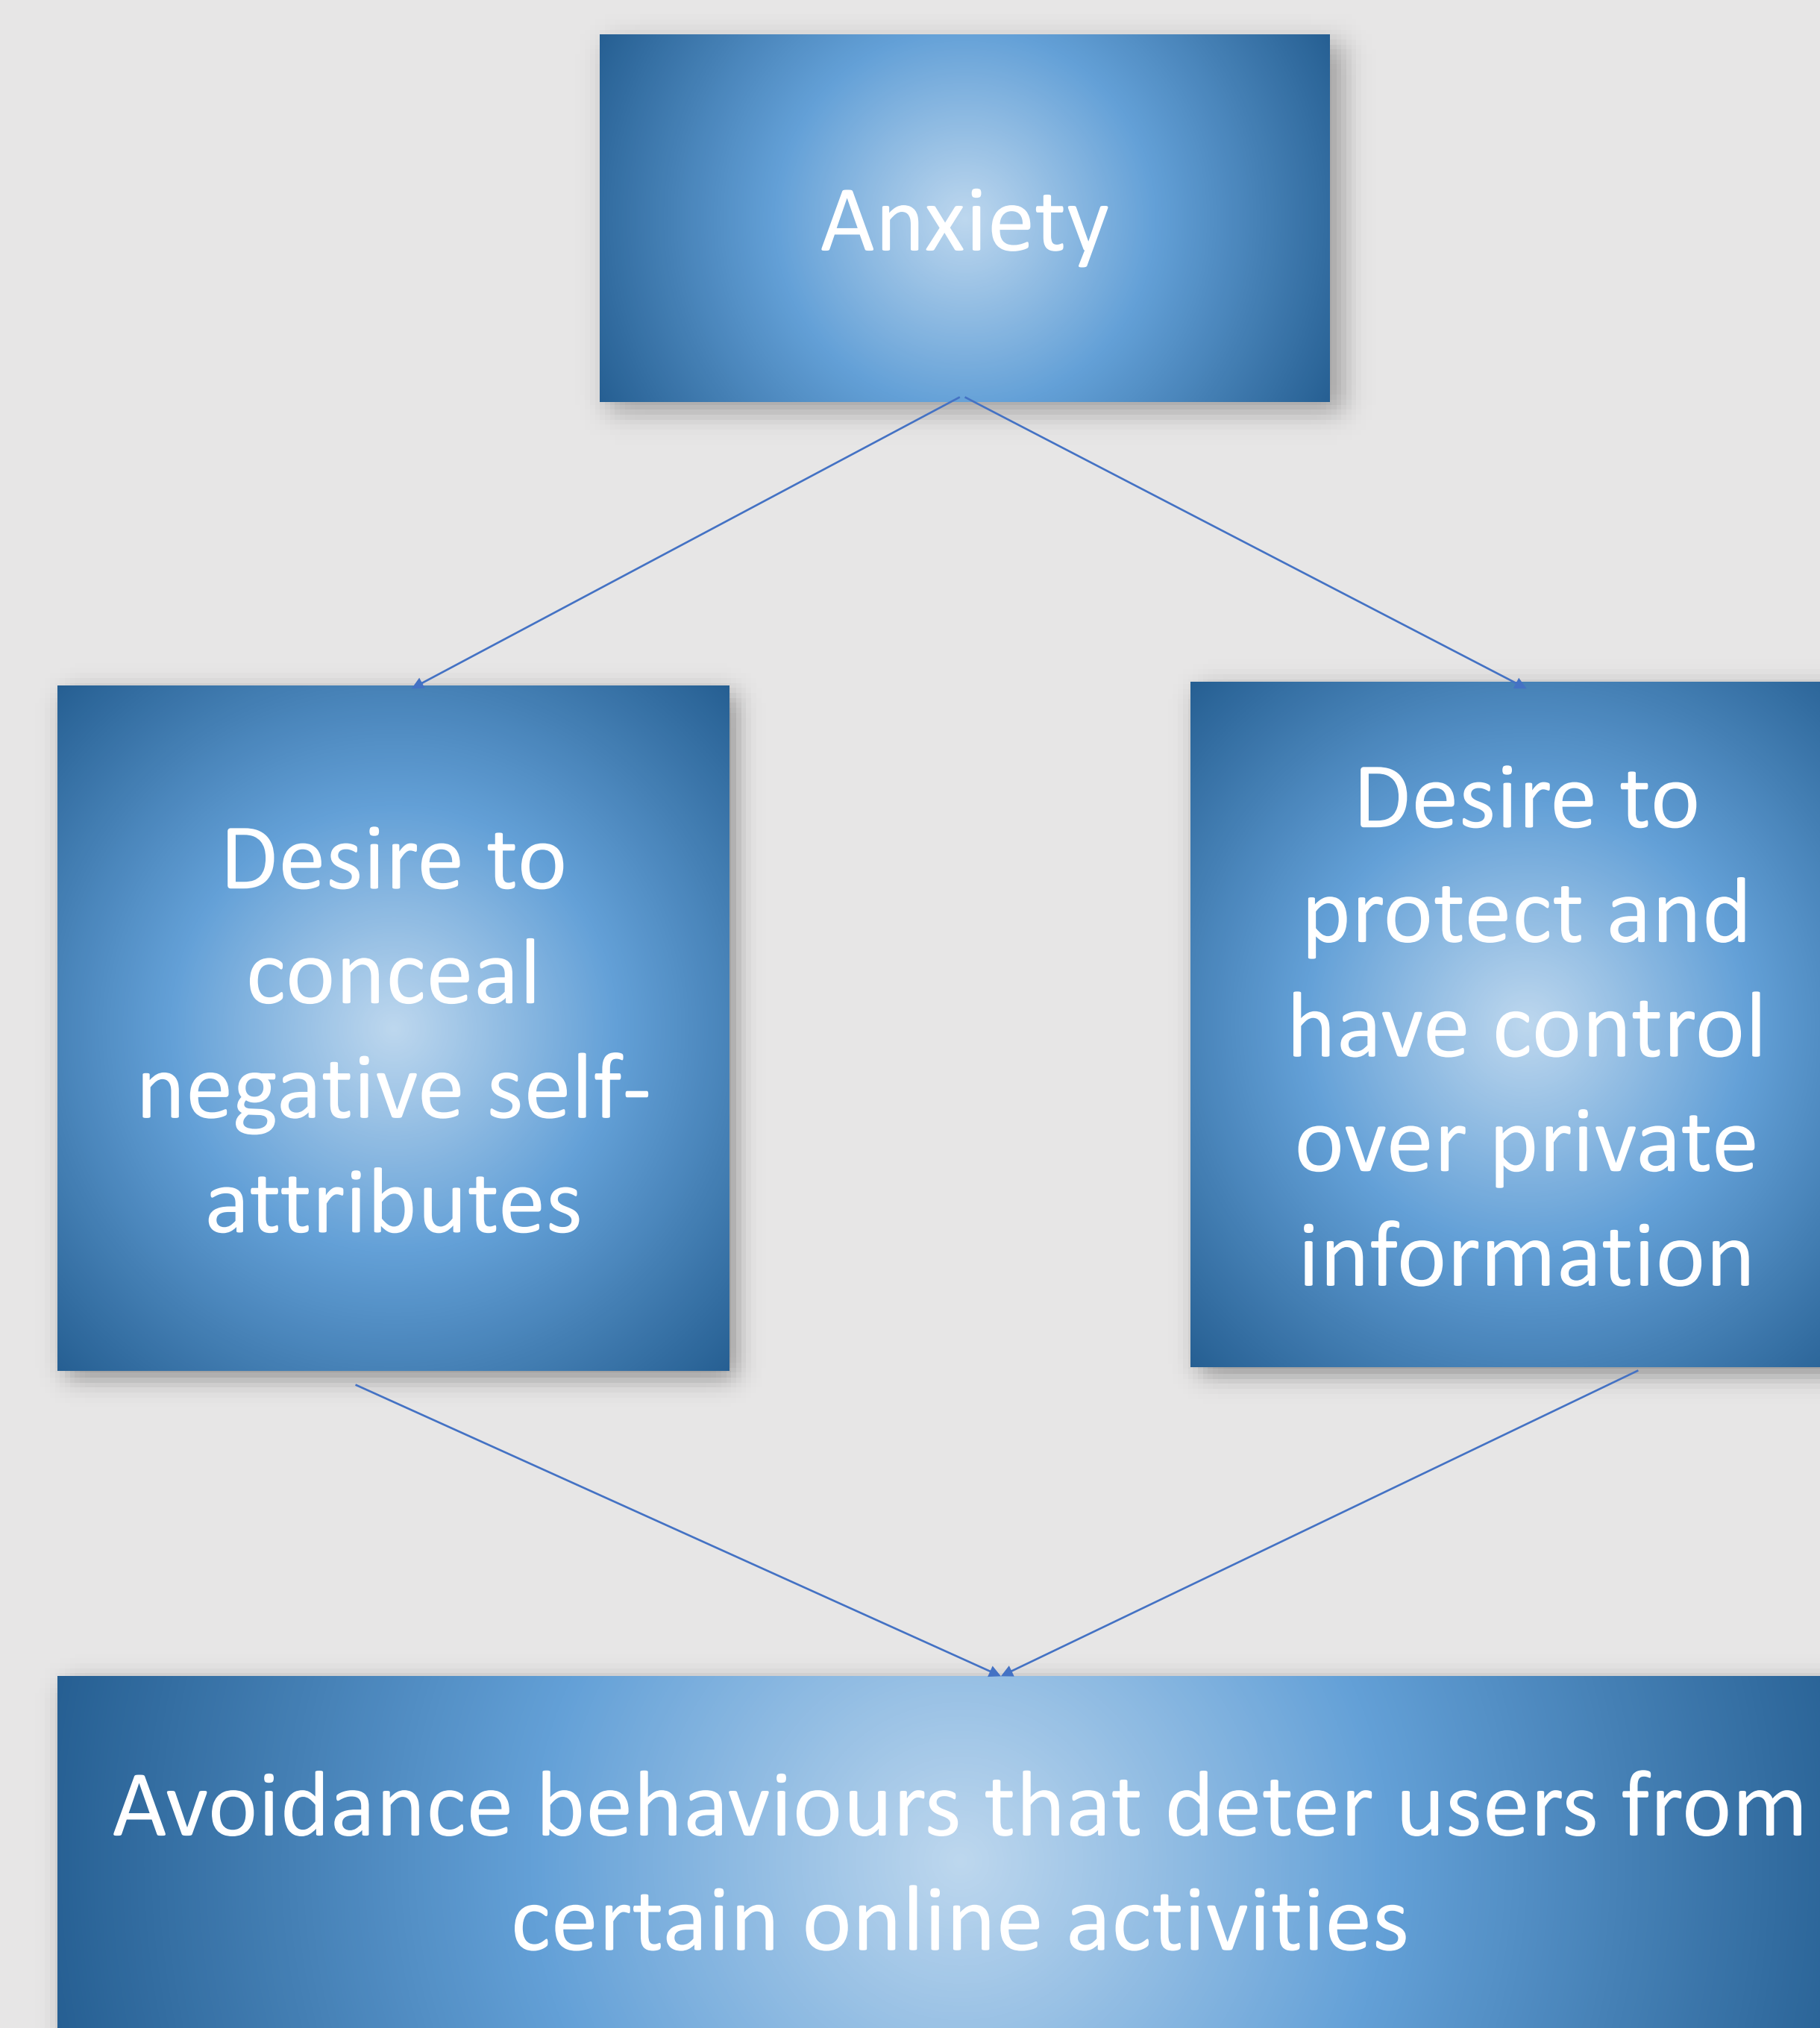 Anxiety
Desire to
conceal
negative self-
attributes
Desire to
protect and
have control
over private
information
Avoidance behaviours that deter users from
certain online activities